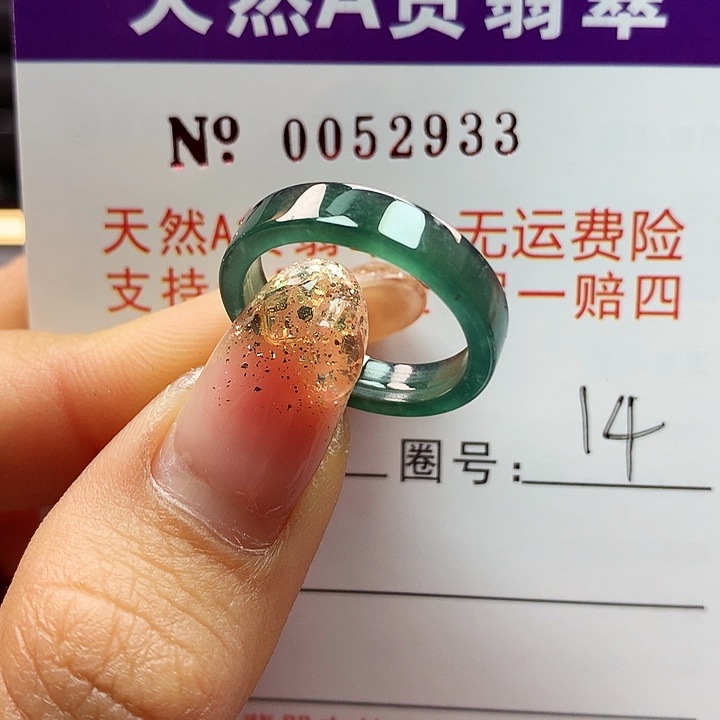 天然A货翡翠
Nº 0052933
天然A 无运费险
支持 一赔四
圈号: 14